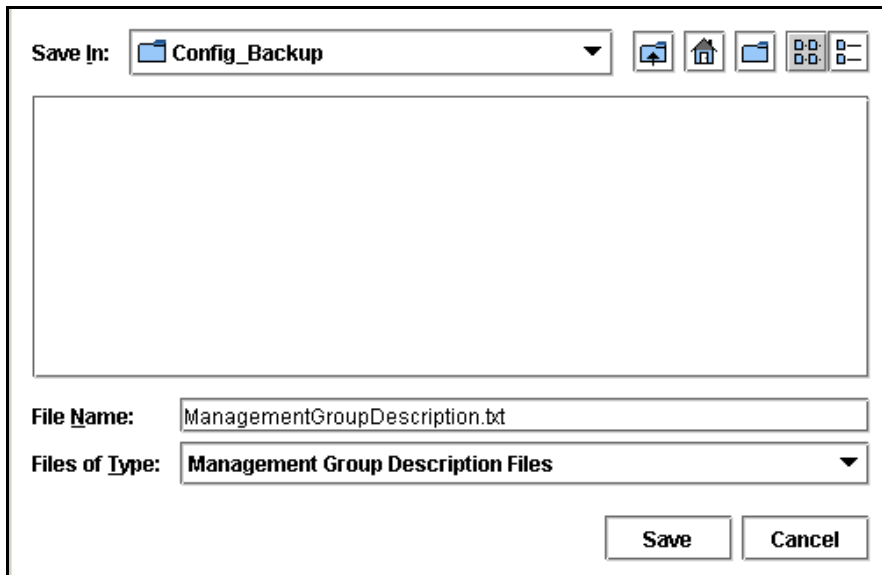 Save In: Config_Backup
File Name: ManagementGroupDescription.txt
Files of Type: Management Group Description Files
Save Cancel